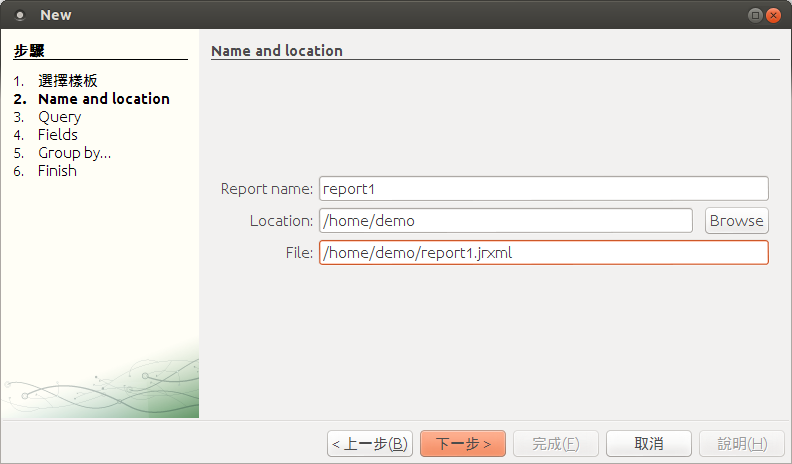 New
步驟
1. 選擇樣板
2. Name and location
3. Query
4. Fields
5. Group by...
6. Finish
Name and location
Report name: report1
Location: /home/demo Browse
File: /home/demo/report1.jrxml
< 上一步(B) 下一步 > 完成(F) 取消 說明(H)